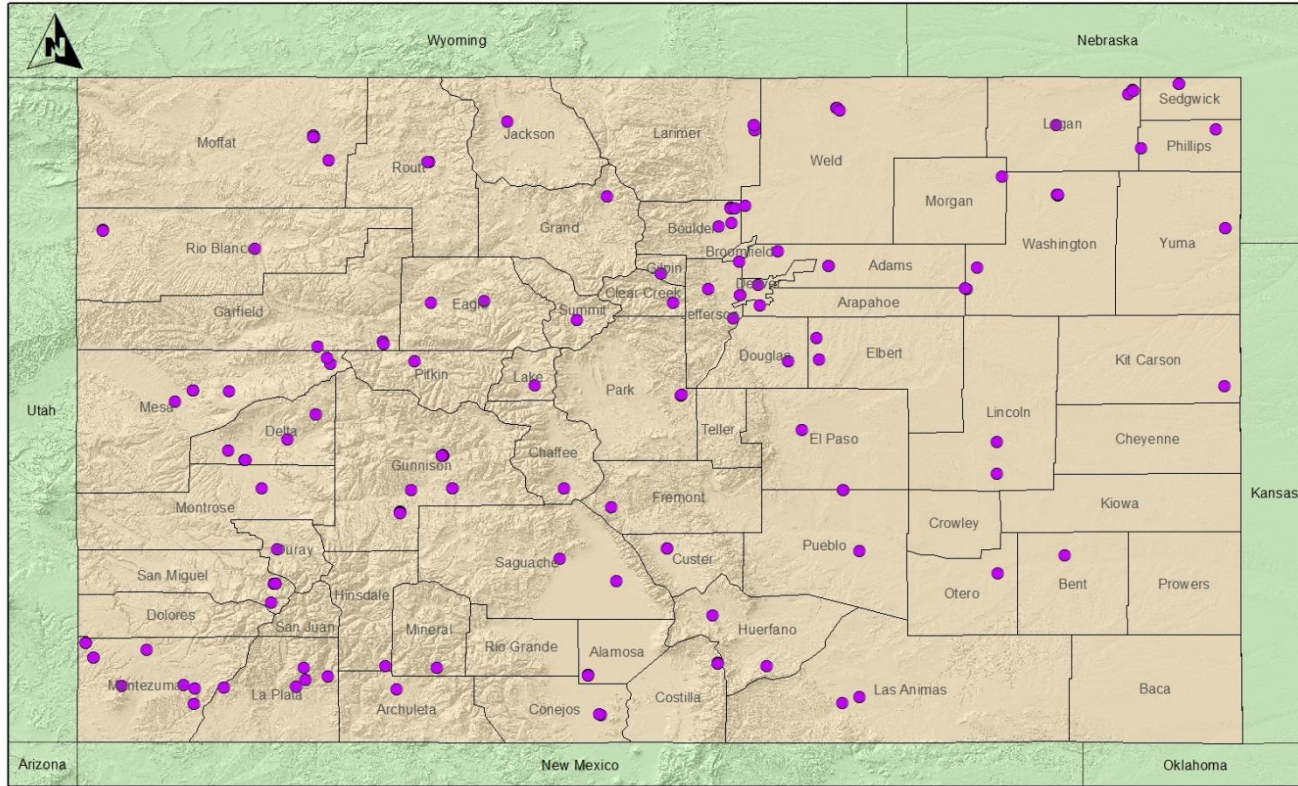 Wyoming
Nebraska
N
Sedgwick
Logan
Jackson
Larimer
Moffat
Phillips
Weld
Routt
Morgan
Grand
Boulder
Washington
Yuma
Rio Blanco
Broomfield
Adams
Gilpin
Denver
Clear Creek
Eagle
Arapahoe
Garfield
Summit
Jefferson
Douglas
Elbert
Kit Carson
Pitkin
Lake
Park
Utah
Mesa
Lincoln
Teller
Delta
El Paso
Cheyenne
Chaffee
Gunnison
Fremont
Kansas
Montrose
Kiowa
Crowley
Pueblo
Ouray
Saguache
Custer
San Miguel
Bent
Prowers
Otero
Hinsdale
Dolores
San Juan
Mineral
Huerfano
Rio Grande
Alamosa
Montezuma
La Plata
Las Animas
Baca
Costilla
Archuleta
Conejos
Arizona
New Mexico
Oklahoma